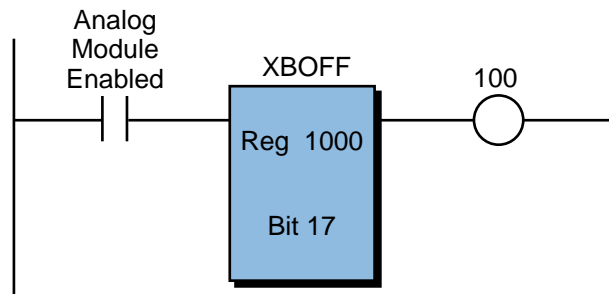 Analog
Module
Enabled
XBOFF
100
Reg 1000
Bit 17